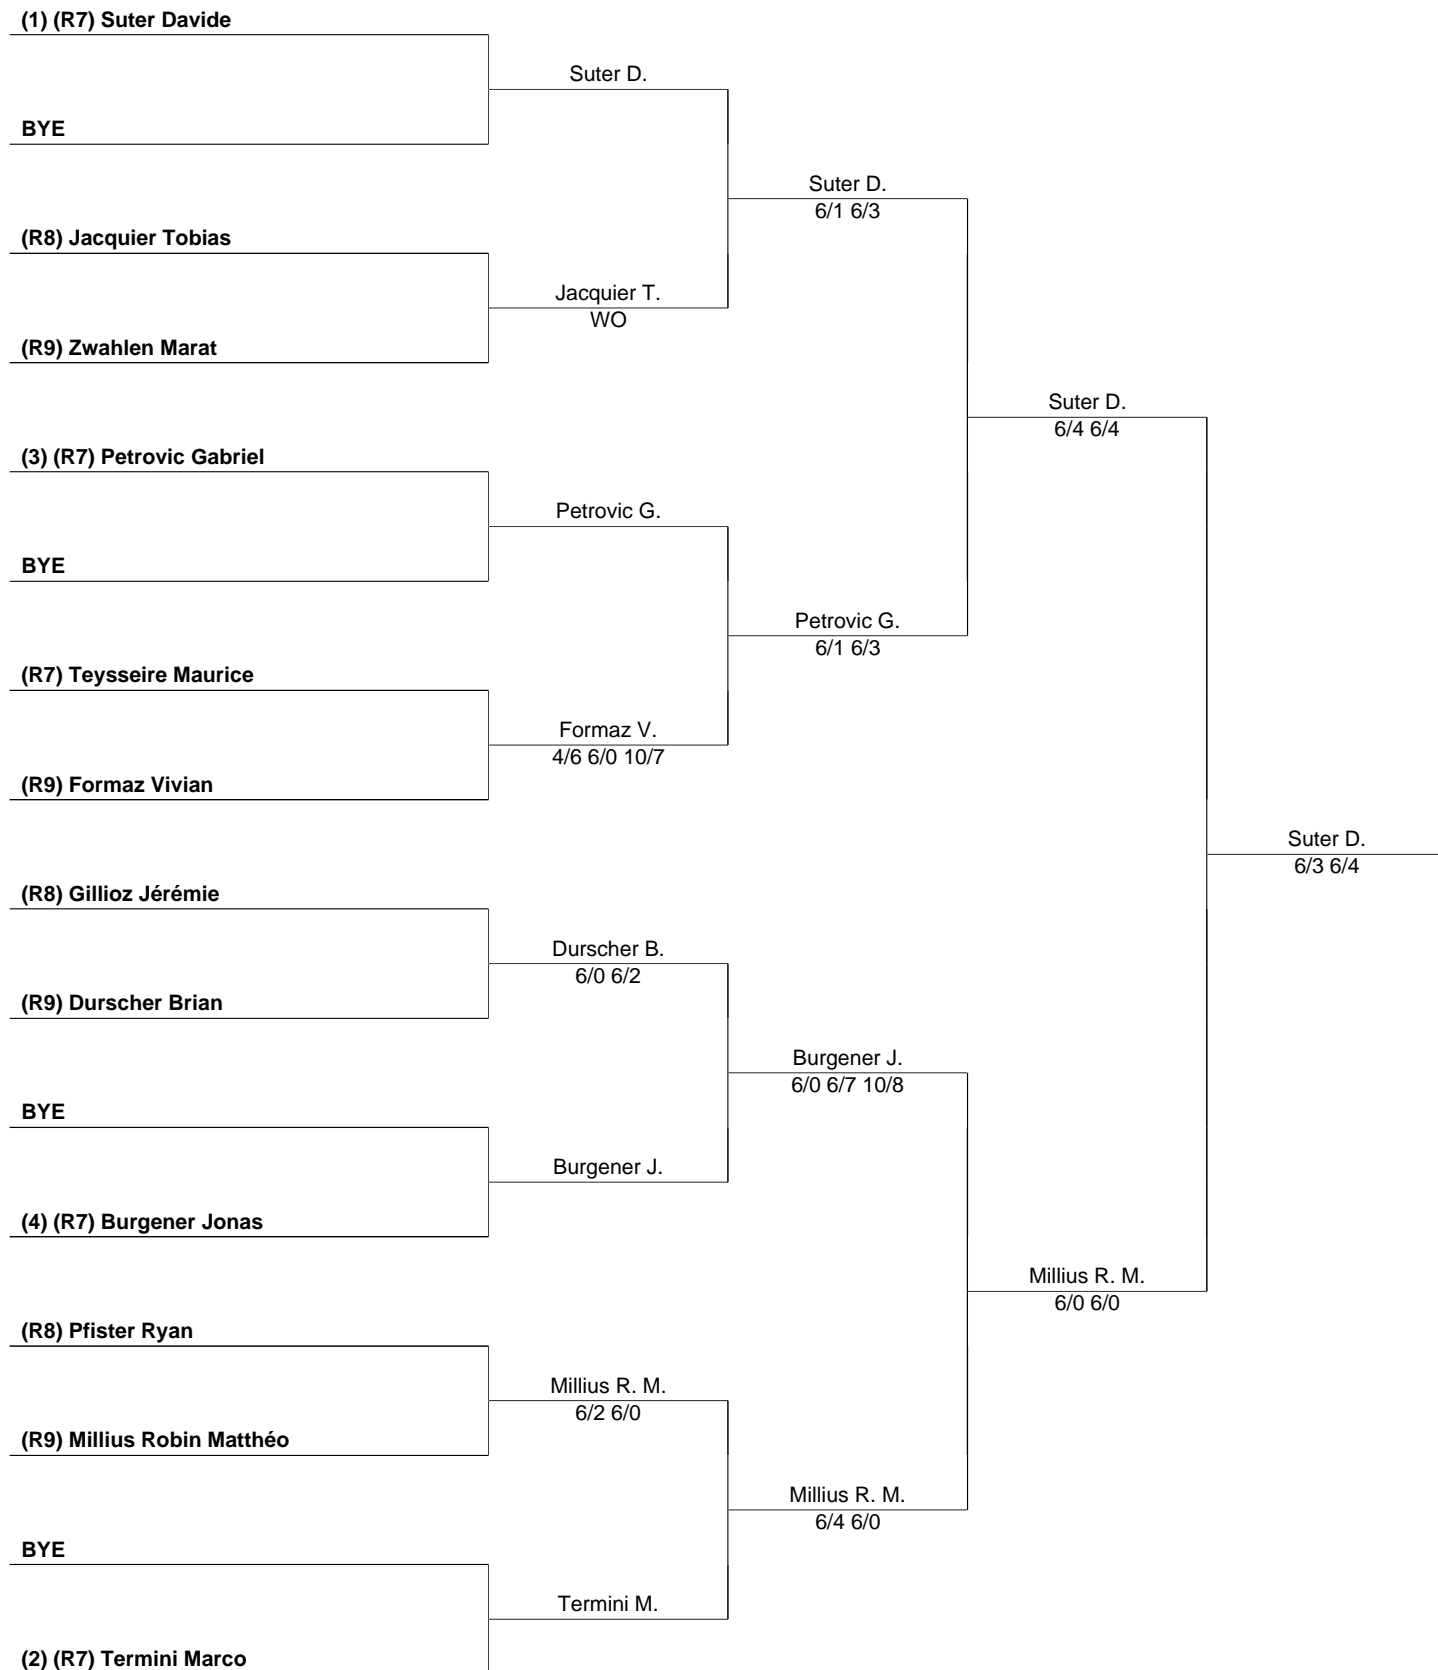 (1) (R7) Suter Davide
Suter D.
BYE
Suter D.
6/1 6/3
(R8) Jacquier Tobias
Jacquier T.
WO
(R9) Zwahlen Marat
Suter D.
6/4 6/4
(3) (R7) Petrovic Gabriel
Petrovic G.
BYE
Petrovic G.
6/1 6/3
(R7) Teysseire Maurice
Formaz V.
4/6 6/0 10/7
(R9) Formaz Vivian
Suter D.
6/3 6/4
(R8) Gillioz Jérémie
Durscher B.
6/0 6/2
(R9) Durscher Brian
Burgener J.
6/0 6/7 10/8
BYE
Burgener J.
(4) (R7) Burgener Jonas
Millius R. M.
6/0 6/0
(R8) Pfister Ryan
Millius R. M.
6/2 6/0
(R9) Millius Robin Matthéo
Millius R. M.
6/4 6/0
BYE
Termini M.
(2) (R7) Termini Marco